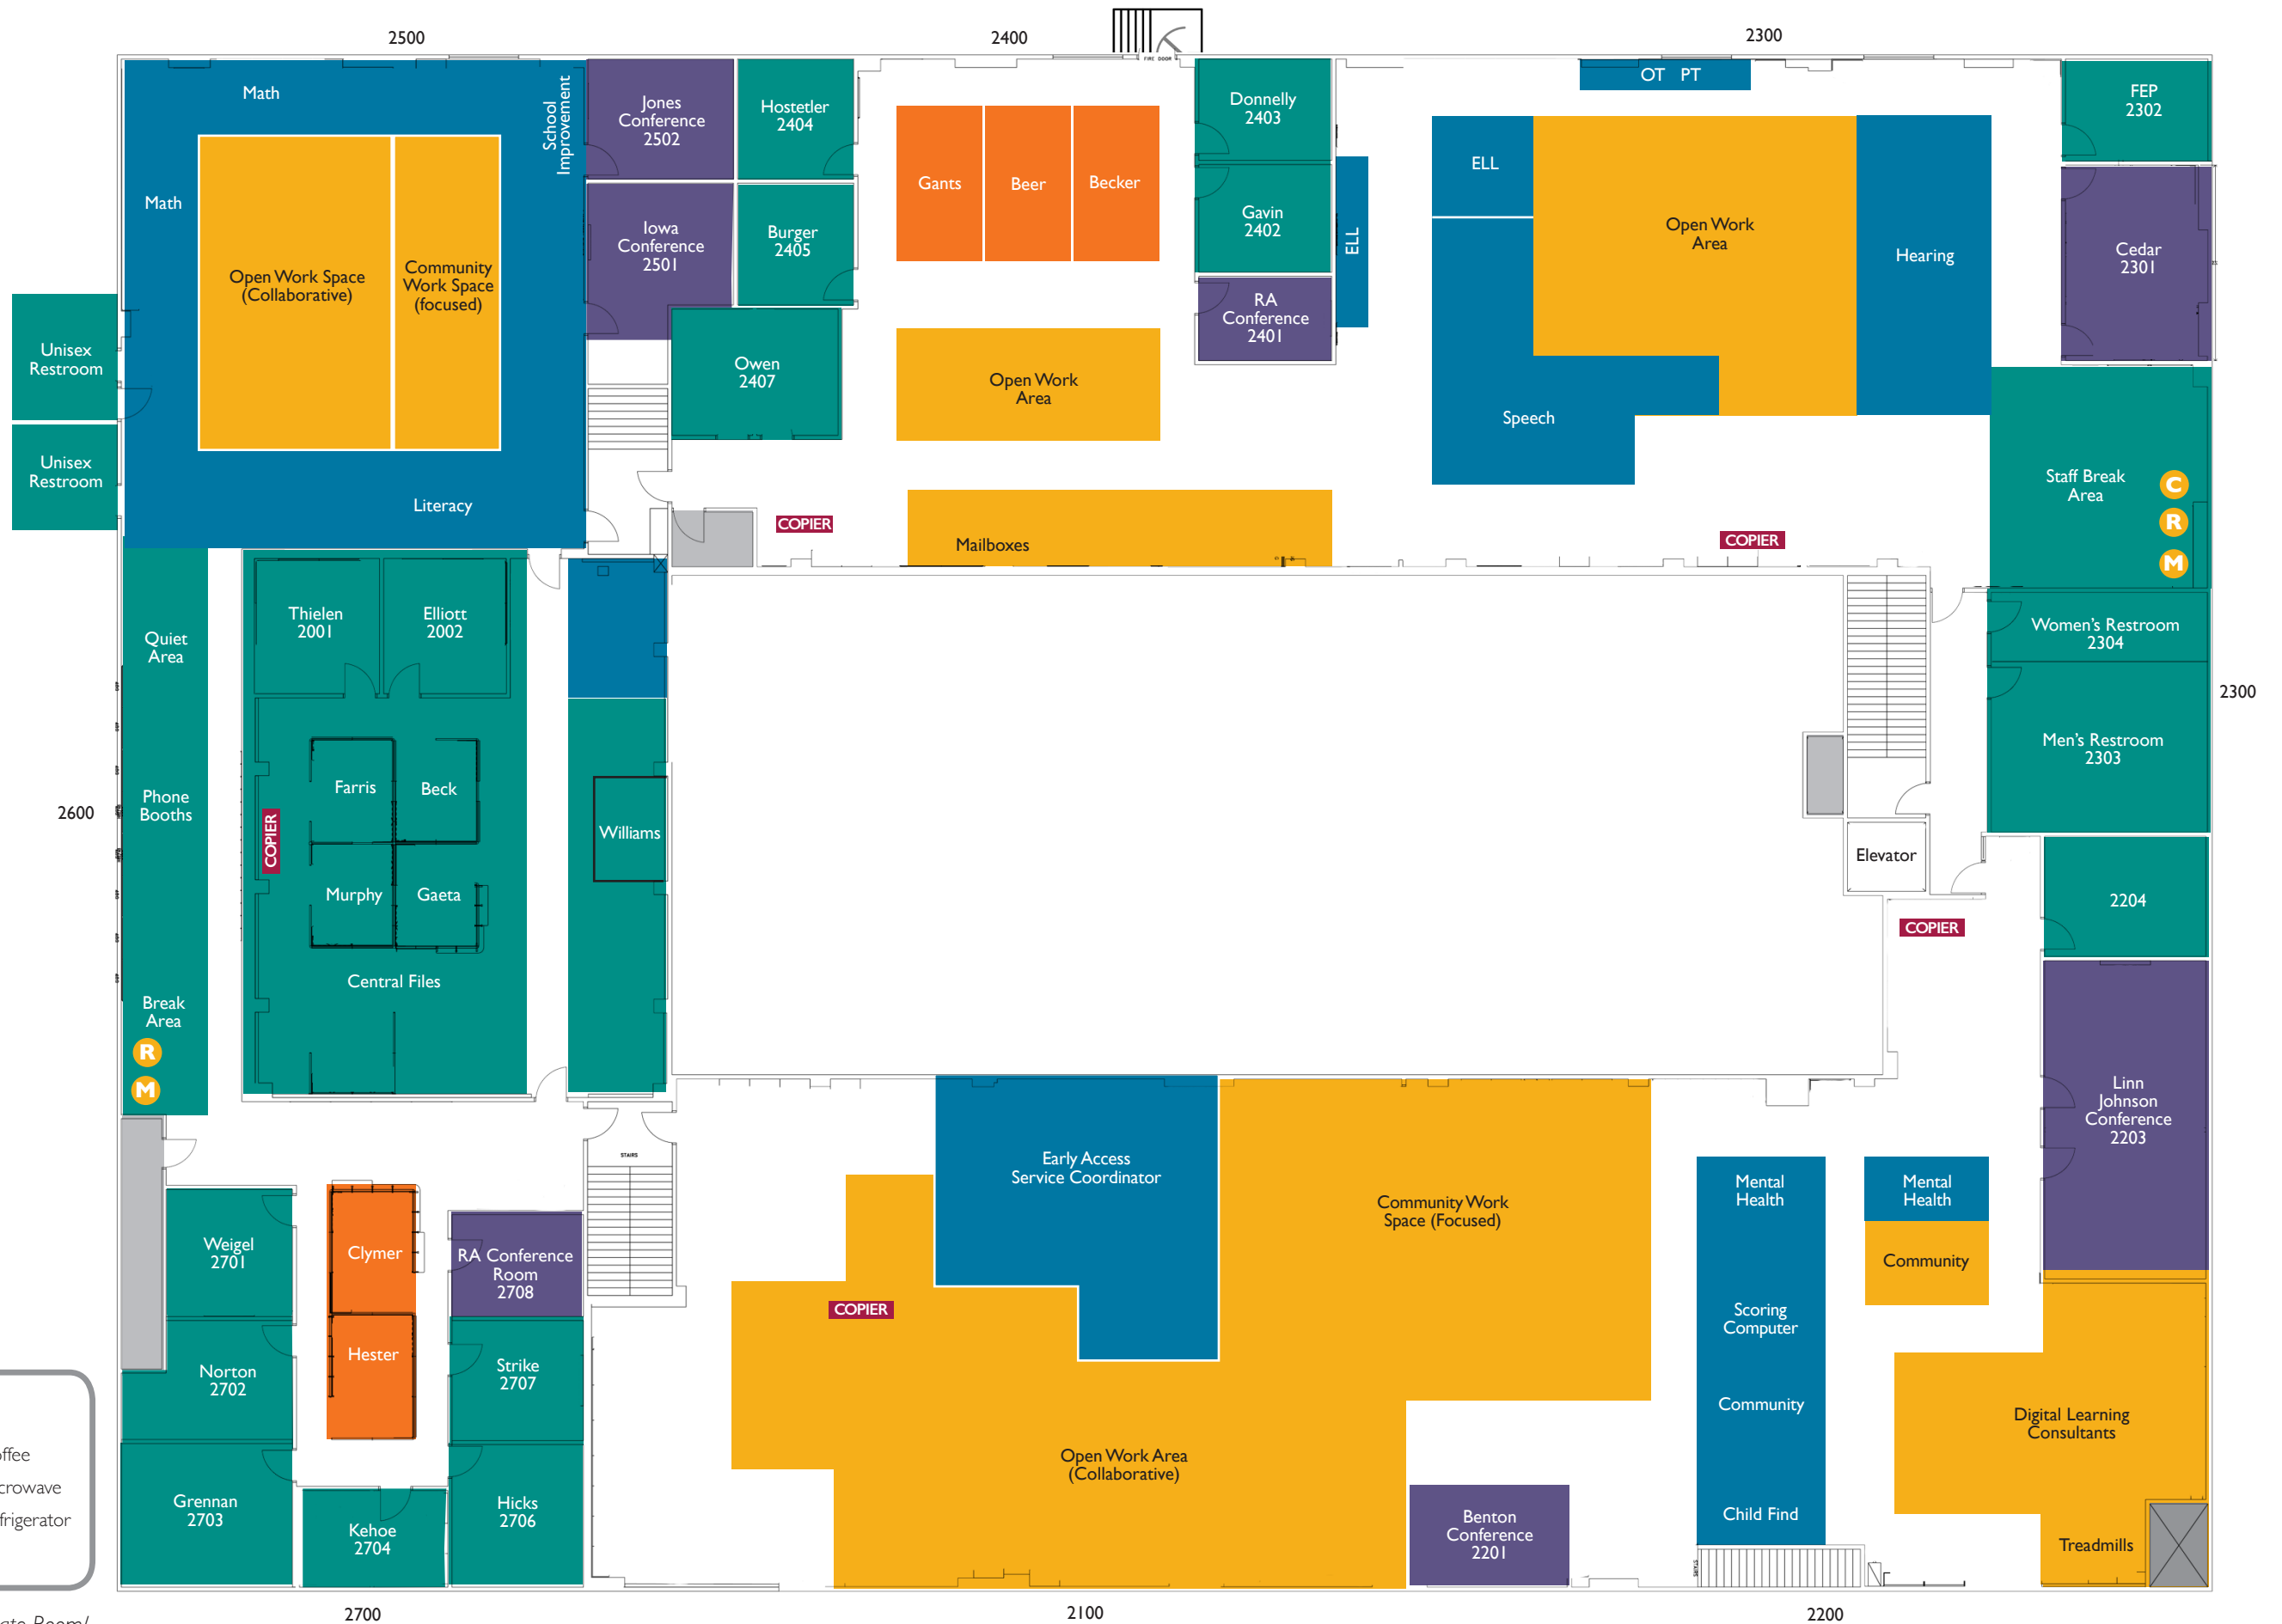 2500
2400
2300
FIRE DOOR
Math
School
Improvement
Jones
Conference
2502
Hostetler
2404
Donnelly
2403
OT PT
FEP
2302
Math
Gants
Beer
Becker
ELL
Iowa
Conference
2501
Burger
2405
Gavin
2402
ELL
Open Work
Area
Hearing
Cedar
2301
Open Work Space
(Collaborative)
Community
Work Space
(focused)
RA
Conference
2401
Unisex
Restroom
Owen
2407
Open Work
Area
Speech
Unisex
Restroom
Literacy
Staff Break
Area
C
R
M
COPIER
Mailboxes
COPIER
Quiet
Area
Thielen
2001
Elliott
2002
Women's Restroom
2304
2300
Men's Restroom
2303
2600
Phone
Booths
COPIER
Farris
Beck
Williams
Murphy
Gaeta
Elevator
2204
COPIER
Central Files
Break
Area
R
M
Linn
Johnson
Conference
2203
STAIRS
Early Access
Service Coordinator
Community Work
Space (Focused)
Mental
Health
Mental
Health
Weigel
2701
Clymer
RA Conference
Room
2708
Community
COPIER
Scoring
Computer
Hester
Norton
2702
Strike
2707
Community
Digital Learning
Consultants
Open Work Area
(Collaborative)
Grennan
2703
Kehoe
2704
Hicks
2706
Benton
Conference
2201
Child Find
Treadmills
STAIRS
offee
crowave
frigerator
2700
2100
2200